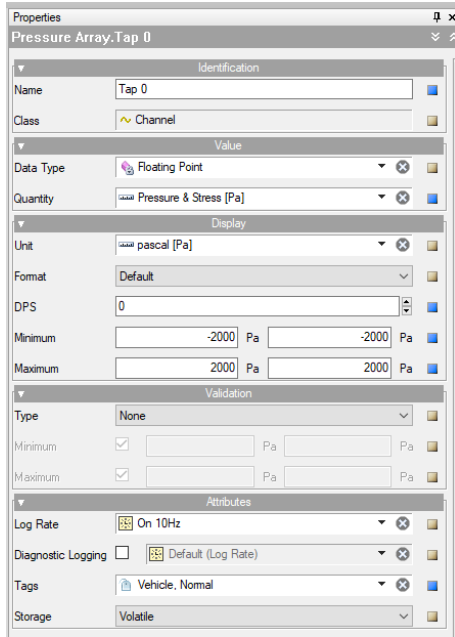 Properties
Pressure Array.Tap 0
Identification
Name Tap 0
Class Channel
Value
Data Type Floating Point
Quantity Pressure & Stress [Pa]
Display
Unit pascal [Pa]
Format Default
DPS 0
Minimum -2000 Pa -2000 Pa
Maximum 2000 Pa 2000 Pa
Validation
Type None
Minimum Pa Pa
Maximum Pa Pa
Attributes
Log Rate On 10Hz
Diagnostic Logging Default (Log Rate)
Tags Vehicle, Normal
Storage Volatile